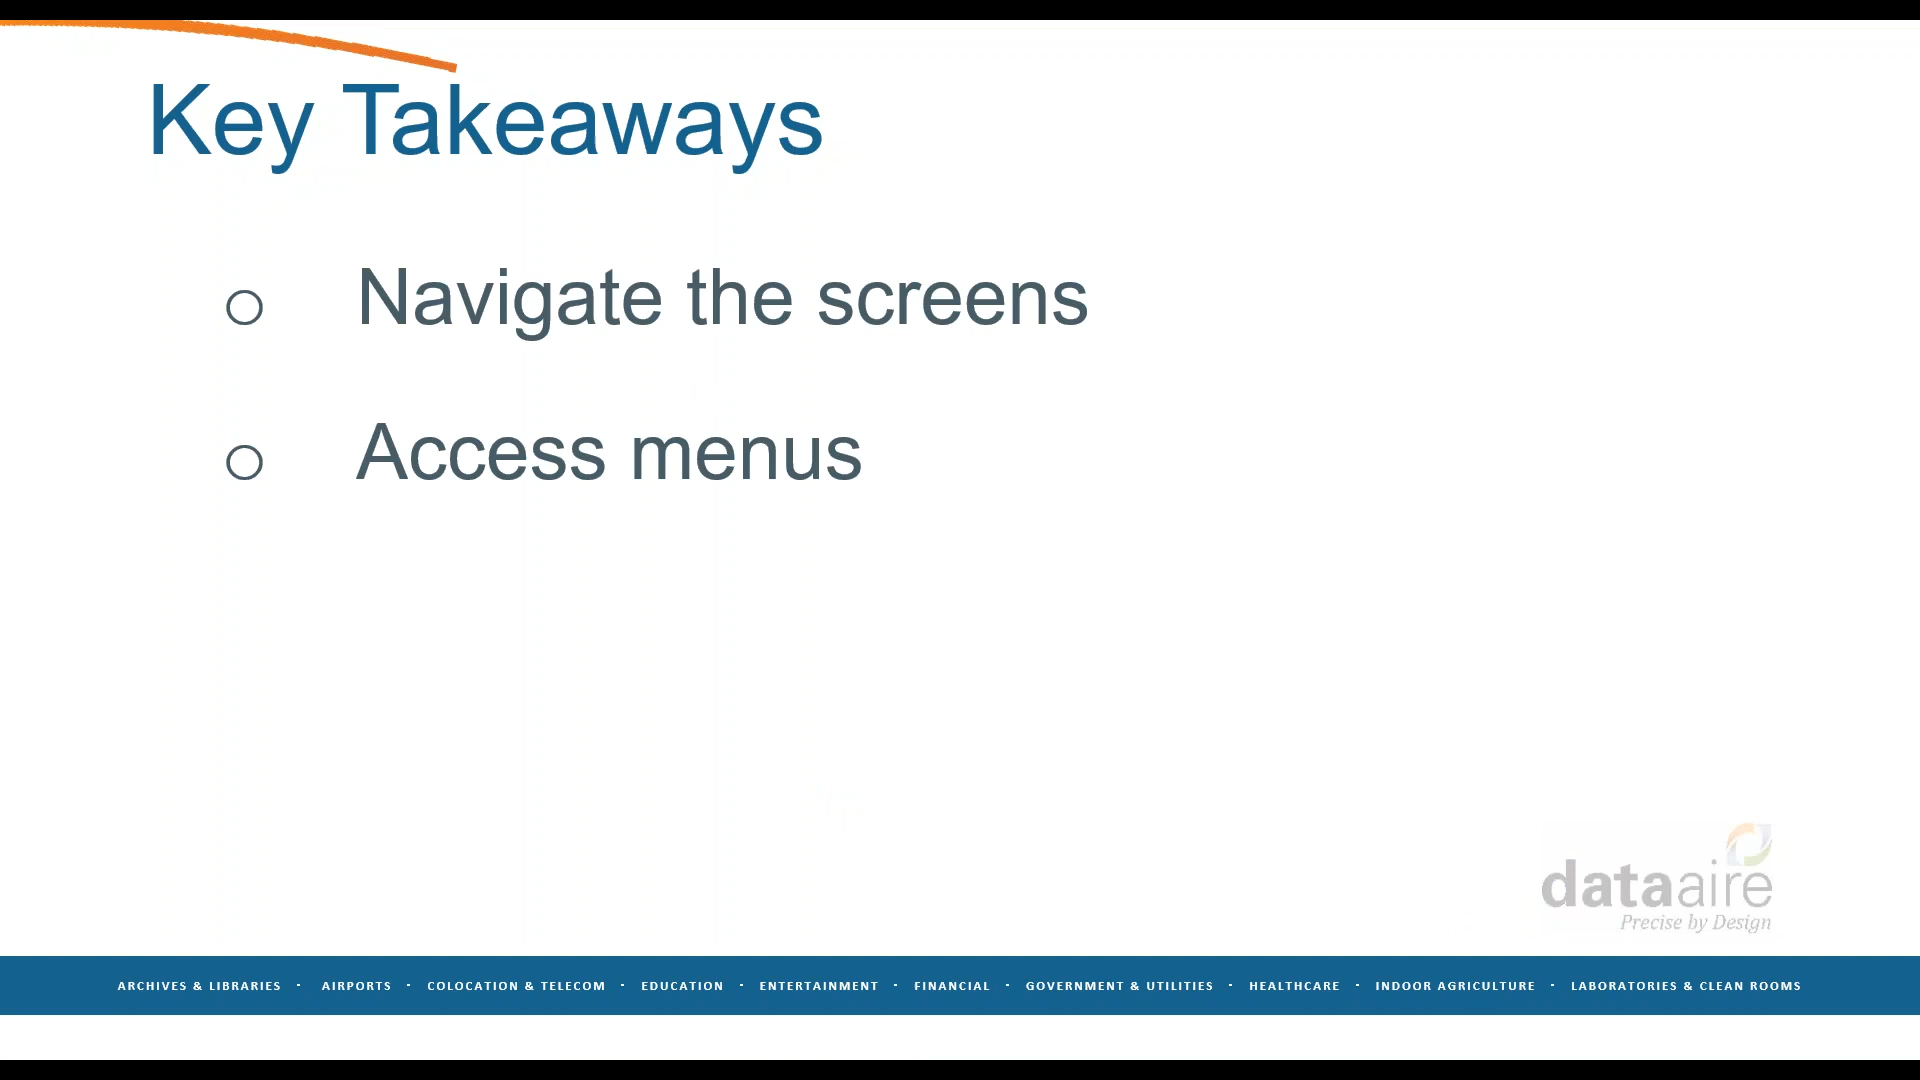 Key Takeaways
Navigate the screens
Access menus
dataaire
Precise by Design
ARCHIVES & LIBRARIES · AIRPORTS · COLOCATION & TELECOM · EDUCATION · ENTERTAINMENT · FINANCIAL · GOVERNMENT & UTILITIES · HEALTHCARE · INDOOR AGRICULTURE · LABORATORIES & CLEAN ROOMS